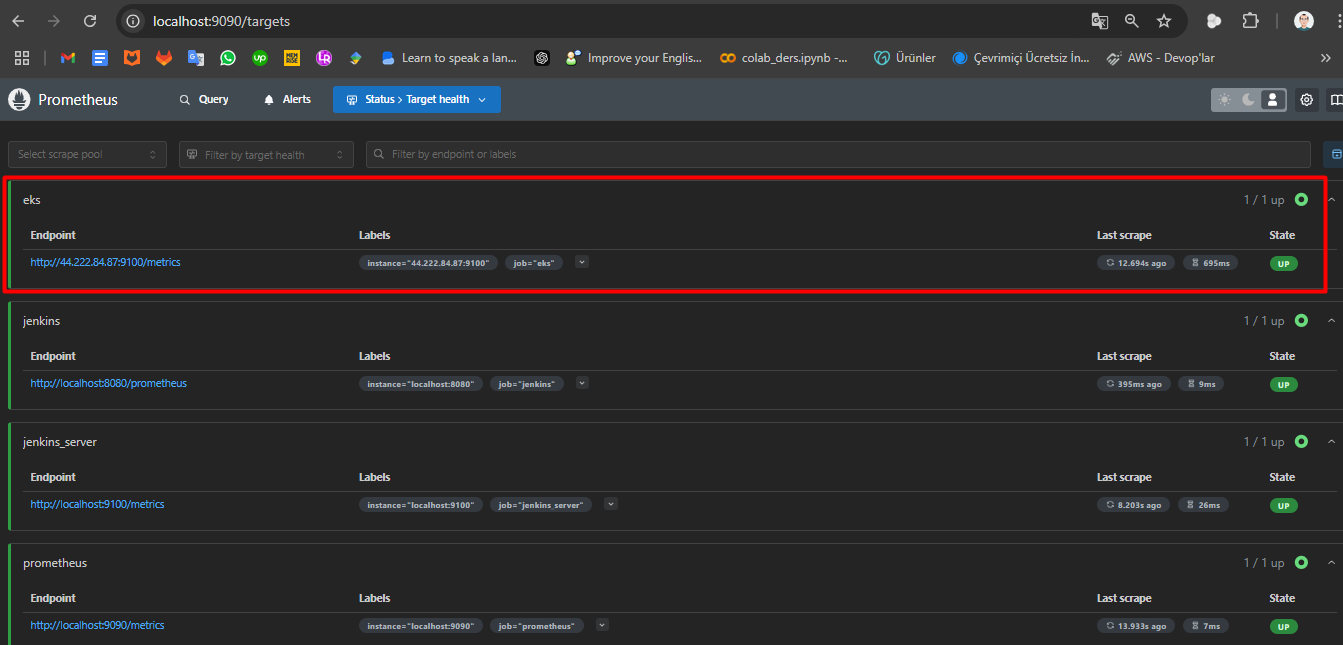 localhost:9090/targets
Learn to speak a lan...
Improve your Englis...
colab_ders.ipynb -...
Ürünler
Çevrimiçi Ücretsiz İn...
AWS - Devop'lar
Prometheus
Query
Alerts
Status > Target health
Select scrape pool
Filter by target health
Filter by endpoint or labels
eks 1 / 1 up
Endpoint Labels Last scrape State
http://44.222.84.87:9100/metrics instance="44.222.84.87:9100" job="eks" 12.694s ago 695ms UP
jenkins 1 / 1 up
Endpoint Labels Last scrape State
http://localhost:8080/prometheus instance="localhost:8080" job="jenkins" 395ms ago 9ms UP
jenkins_server 1 / 1 up
Endpoint Labels Last scrape State
http://localhost:9100/metrics instance="localhost:9100" job="jenkins_server" 8.203s ago 26ms UP
prometheus 1 / 1 up
Endpoint Labels Last scrape State
http://localhost:9090/metrics instance="localhost:9090" job="prometheus" 13.933s ago 7ms UP